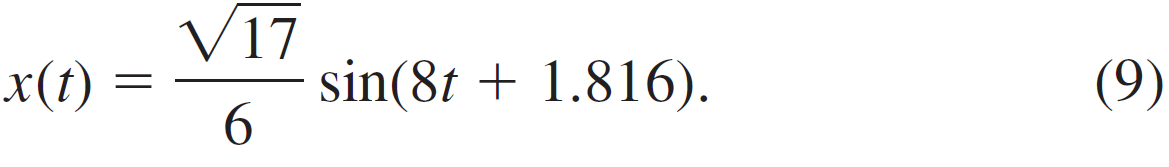 x(t) = √17/6 sin(8t + 1.816). (9)